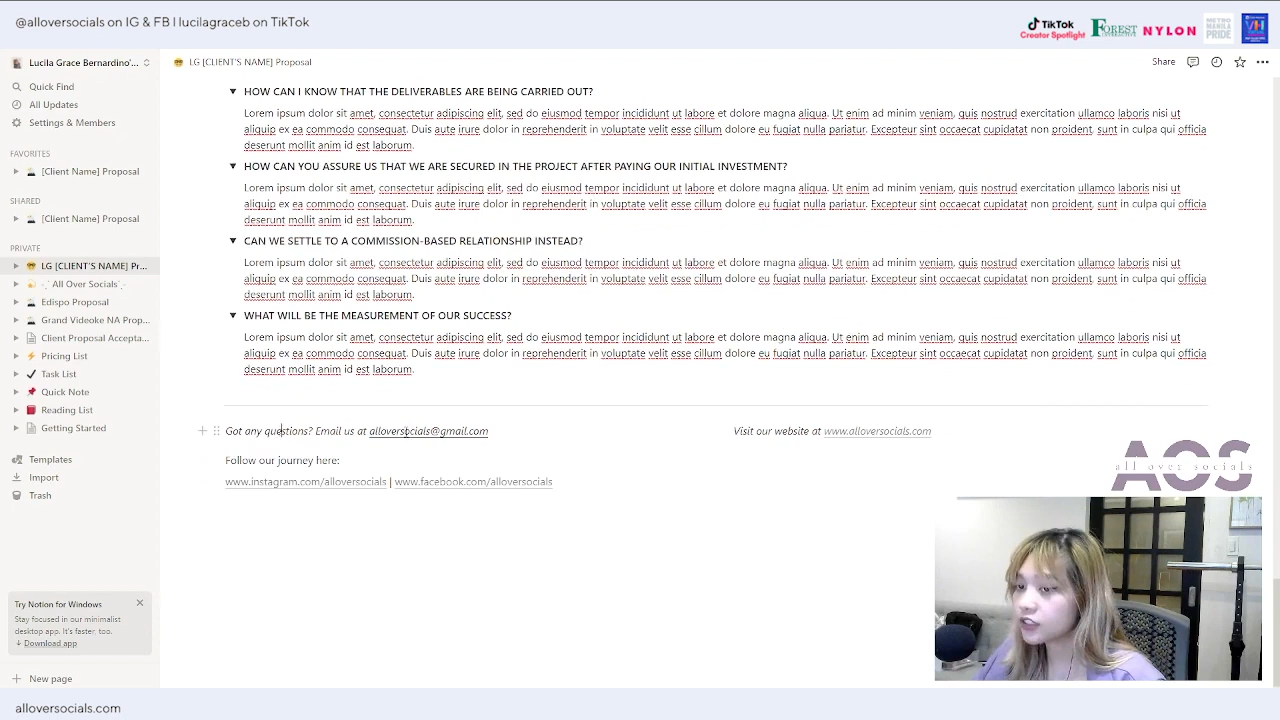 @alloversocials on IG & FB l lucilagraceb on TikTok
TikTok
Creator Spotlight
FOREST
INTERACTIVE
NYLON
METRO
MANILA
PRIDE
VH
Lucila Grace Bernardino'...
LG [CLIENT'S NAME] Proposal
Share
Quick Find
All Updates
Settings & Members
FAVORITES
[Client Name] Proposal
SHARED
[Client Name] Proposal
PRIVATE
LG [CLIENT'S NAME] Pr...
All Over Socials
Edispo Proposal
Grand Videoke NA Prop...
Client Proposal Accepta...
Pricing List
Task List
Quick Note
Reading List
Getting Started
Templates
Import
Trash
Try Notion for Windows
Stay focused in our minimalist
desktop app. It's faster, too.
↓ Download app
New page
HOW CAN I KNOW THAT THE DELIVERABLES ARE BEING CARRIED OUT?
Lorem ipsum dolor sit amet, consectetur adipiscing elit, sed do eiusmod tempor incididunt ut labore et dolore magna aliqua. Ut enim ad minim veniam, quis nostrud exercitation ullamco laboris nisi ut
aliquip ex ea commodo consequat. Duis aute irure dolor in reprehenderit in voluptate velit esse cillum dolore eu fugiat nulla pariatur. Excepteur sint occaecat cupidatat non proident, sunt in culpa qui officia
deserunt mollit anim id est laborum.
HOW CAN YOU ASSURE US THAT WE ARE SECURED IN THE PROJECT AFTER PAYING OUR INITIAL INVESTMENT?
Lorem ipsum dolor sit amet, consectetur adipiscing elit, sed do eiusmod tempor incididunt ut labore et dolore magna aliqua. Ut enim ad minim veniam, quis nostrud exercitation ullamco laboris nisi ut
aliquip ex ea commodo consequat. Duis aute irure dolor in reprehenderit in voluptate velit esse cillum dolore eu fugiat nulla pariatur. Excepteur sint occaecat cupidatat non proident, sunt in culpa qui officia
deserunt mollit anim id est laborum.
CAN WE SETTLE TO A COMMISSION-BASED RELATIONSHIP INSTEAD?
Lorem ipsum dolor sit amet, consectetur adipiscing elit, sed do eiusmod tempor incididunt ut labore et dolore magna aliqua. Ut enim ad minim veniam, quis nostrud exercitation ullamco laboris nisi ut
aliquip ex ea commodo consequat. Duis aute irure dolor in reprehenderit in voluptate velit esse cillum dolore eu fugiat nulla pariatur. Excepteur sint occaecat cupidatat non proident, sunt in culpa qui officia
deserunt mollit anim id est laborum.
WHAT WILL BE THE MEASUREMENT OF OUR SUCCESS?
Lorem ipsum dolor sit amet, consectetur adipiscing elit, sed do eiusmod tempor incididunt ut labore et dolore magna aliqua. Ut enim ad minim veniam, quis nostrud exercitation ullamco laboris nisi ut
aliquip ex ea commodo consequat. Duis aute irure dolor in reprehenderit in voluptate velit esse cillum dolore eu fugiat nulla pariatur. Excepteur sint occaecat cupidatat non proident, sunt in culpa qui officia
deserunt mollit anim id est laborum.
Got any questions? Email us at alloversocials@gmail.com
Visit our website at www.alloversocials.com
Follow our journey here:
www.instagram.com/alloversocials | www.facebook.com/alloversocials
AOS
all over socials
alloversocials.com